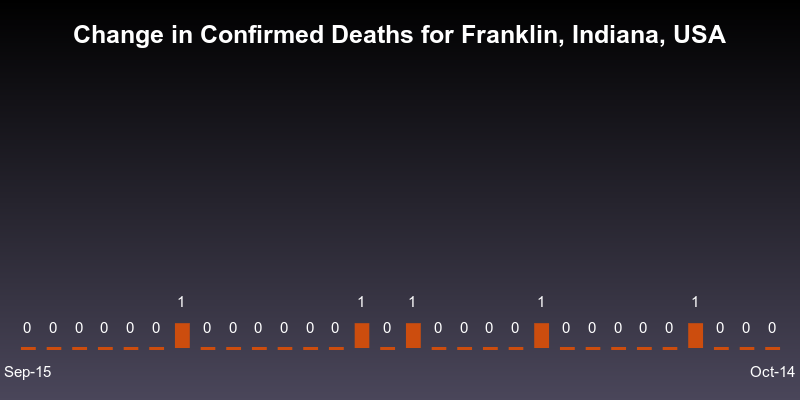 Change in Confirmed Deaths for Franklin, Indiana, USA
1 1 1 1 1
0 0 0 0 0 0 0 0 0 0 0 0 0 0 0 0 0 0 0 0 0 0 0 0 0
Sep-15 Oct-14